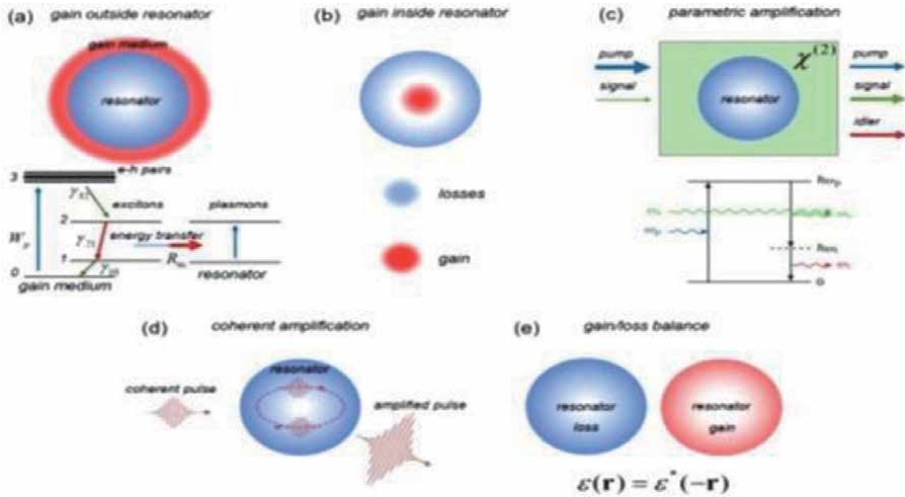 (a) gain outside resonator
gain medium
resonator
3
e-h pairs
γ₃₂
2
excitons
plasmons
energy transfer
γ₂₁
1
0
gain medium
resonator
(b) gain inside resonator
losses
gain
(c) parametric amplification
χ⁽²⁾
pump
signal
resonator
pump
signal
idler
(d) coherent amplification
resonator
coherent pulse
amplified pulse
(e) gain/loss balance
resonator
loss
resonator
gain
ε(r) = ε*(−r)